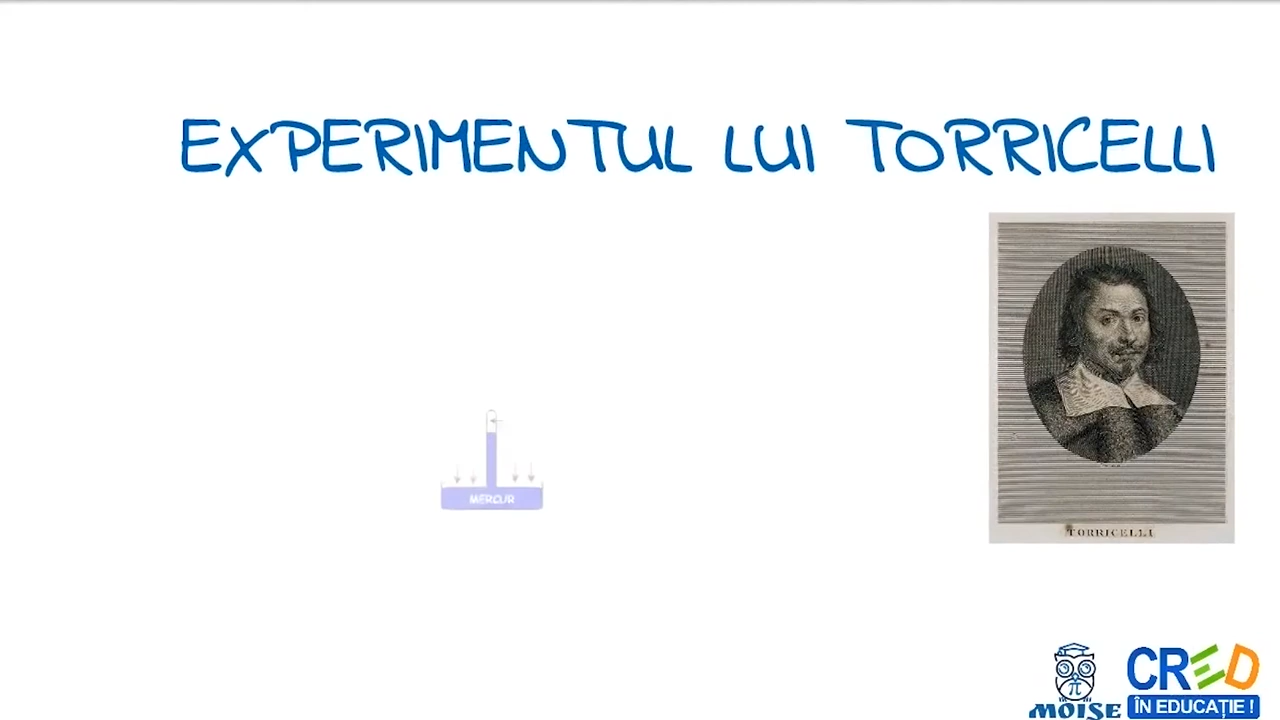 EXPERIMENTUL LUI TORRICELLI
MERCUR
TORRICELLI
π
MOISE
CRED
ÎN EDUCAȚIE !